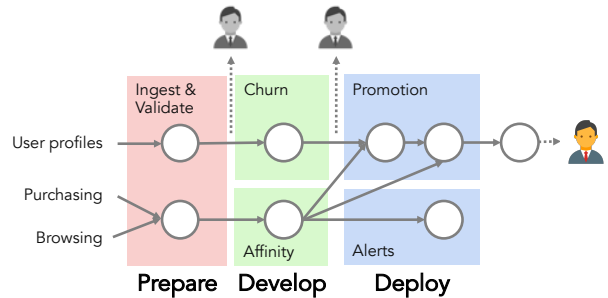 Ingest &
Validate
Churn
Promotion
User profiles
Purchasing
Browsing
Affinity
Alerts
Prepare
Develop
Deploy